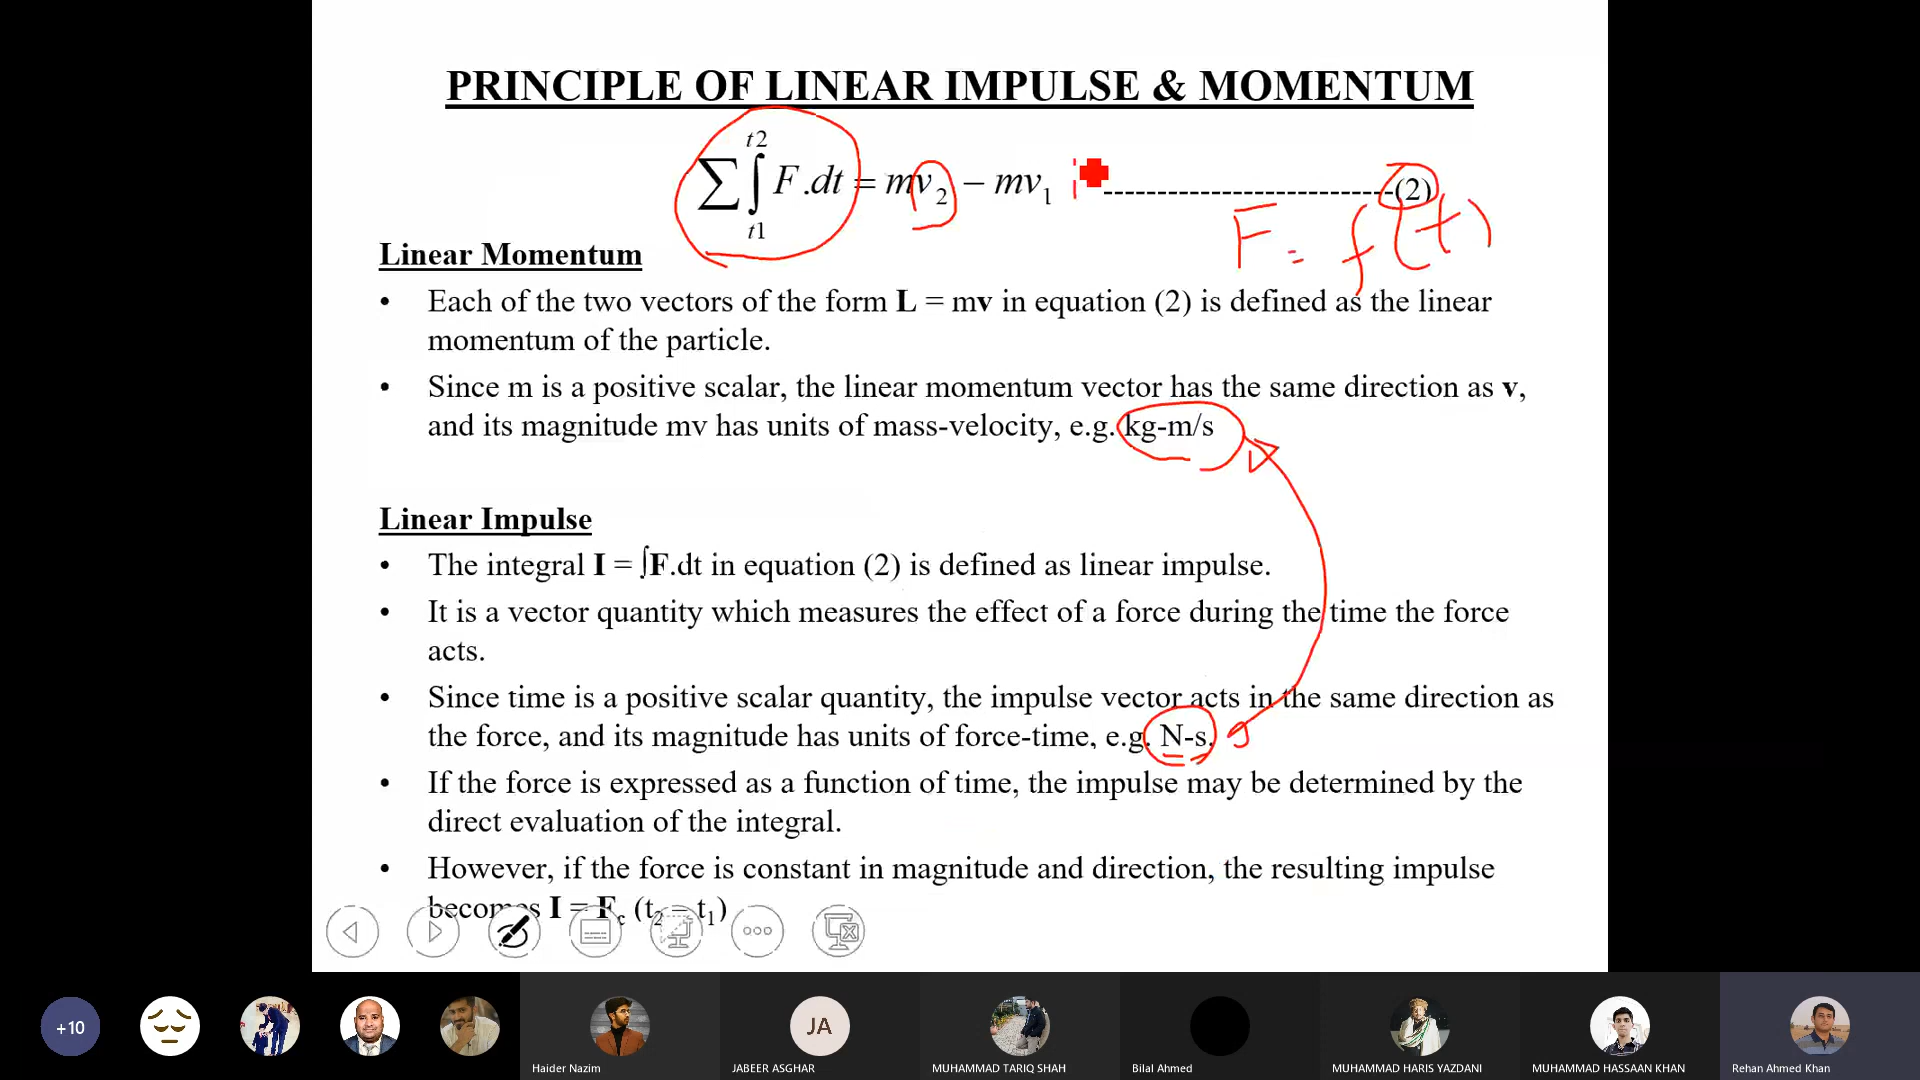 PRINCIPLE OF LINEAR IMPULSE & MOMENTUM
∑ ∫_{t1}^{t2} F.dt = mv₂ − mv₁ ------------------------------(2)
F = f(t)
Linear Momentum
• Each of the two vectors of the form L = mv in equation (2) is defined as the linear
momentum of the particle.
• Since m is a positive scalar, the linear momentum vector has the same direction as v,
and its magnitude mv has units of mass-velocity, e.g. kg-m/s
Linear Impulse
• The integral I = ∫F.dt in equation (2) is defined as linear impulse.
• It is a vector quantity which measures the effect of a force during the time the force
acts.
• Since time is a positive scalar quantity, the impulse vector acts in the same direction as
the force, and its magnitude has units of force-time, e.g. N-s.
• If the force is expressed as a function of time, the impulse may be determined by the
direct evaluation of the integral.
• However, if the force is constant in magnitude and direction, the resulting impulse
becomes I = F_c (t₂ – t₁)
+10
JA
Haider Nazim
JABEER ASGHAR
MUHAMMAD TARIQ SHAH
Bilal Ahmed
MUHAMMAD HARIS YAZDANI
MUHAMMAD HASSAAN KHAN
Rehan Ahmed Khan